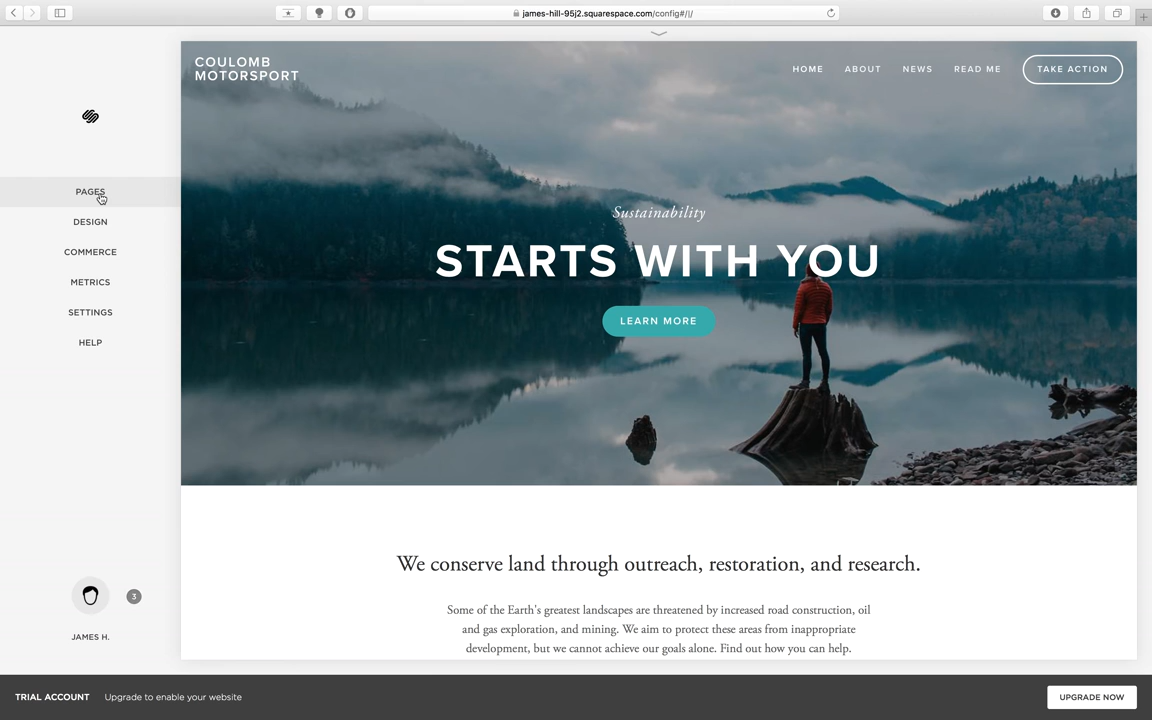 james-hill-95j2.squarespace.com/config#/|/
COULOMB
MOTORSPORT
HOME
ABOUT
NEWS
READ ME
TAKE ACTION
PAGES
DESIGN
COMMERCE
METRICS
SETTINGS
HELP
Sustainability
STARTS WITH YOU
LEARN MORE
We conserve land through outreach, restoration, and research.
Some of the Earth's greatest landscapes are threatened by increased road construction, oil
and gas exploration, and mining. We aim to protect these areas from inappropriate
development, but we cannot achieve our goals alone. Find out how you can help.
3
JAMES H.
TRIAL ACCOUNT Upgrade to enable your website
UPGRADE NOW